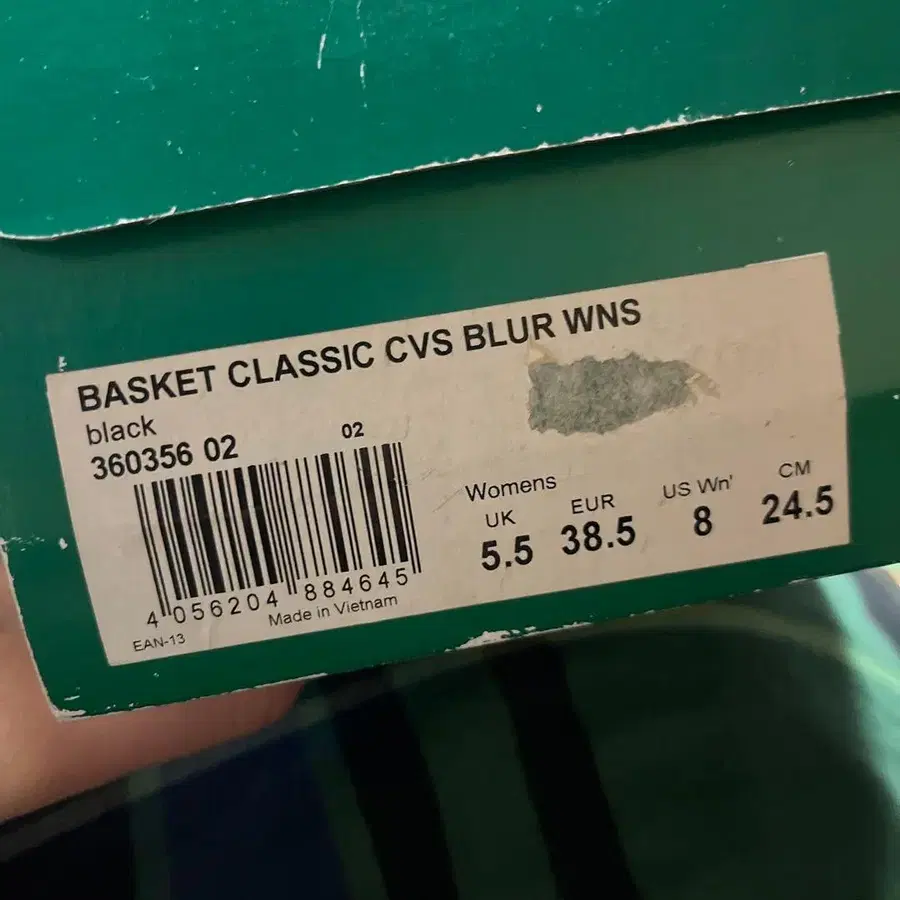 BASKET CLASSIC CVS BLUR WNS
black
360356 02
02
4 056204 884645
EAN-13
Made in Vietnam
Womens
UK EUR US Wn' CM
5.5 38.5 8 24.5